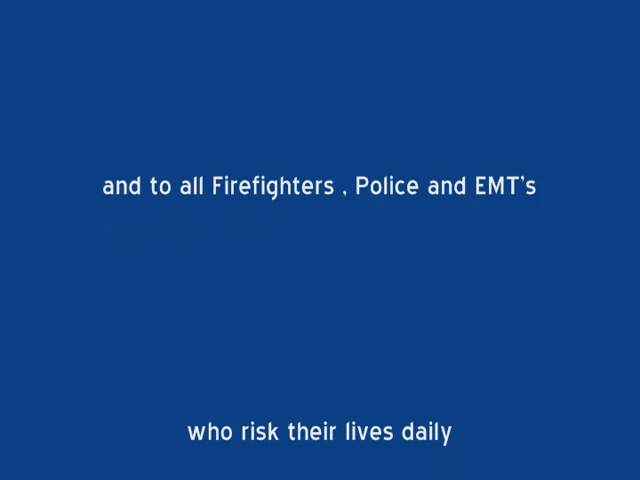 and to all Firefighters , Police and EMT's
who risk their lives daily